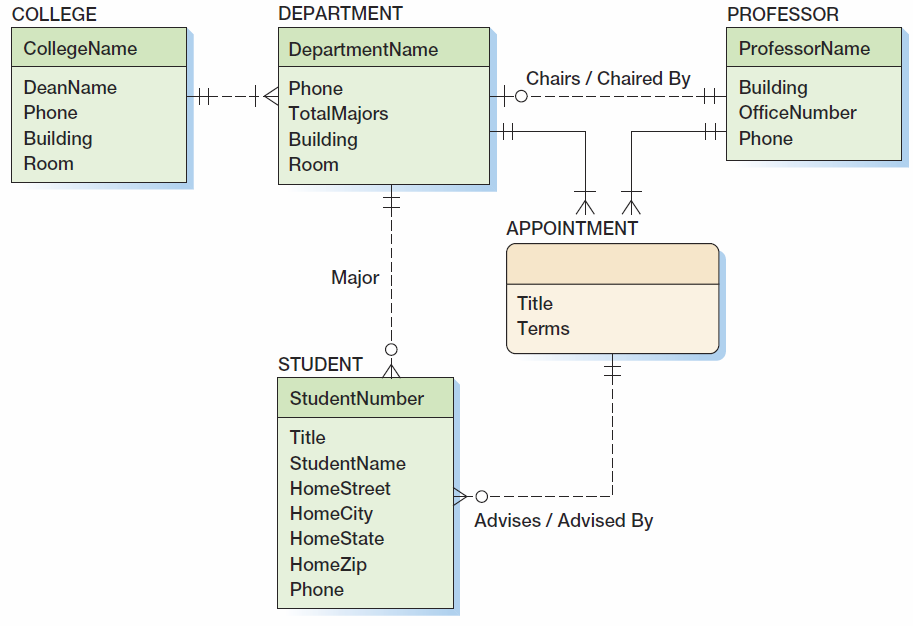 COLLEGE
CollegeName
DeanName
Phone
Building
Room
DEPARTMENT
DepartmentName
Phone
TotalMajors
Building
Room
Chairs / Chaired By
PROFESSOR
ProfessorName
Building
OfficeNumber
Phone
APPOINTMENT
Title
Terms
Major
STUDENT
StudentNumber
Title
StudentName
HomeStreet
HomeCity
HomeState
HomeZip
Phone
Advises / Advised By